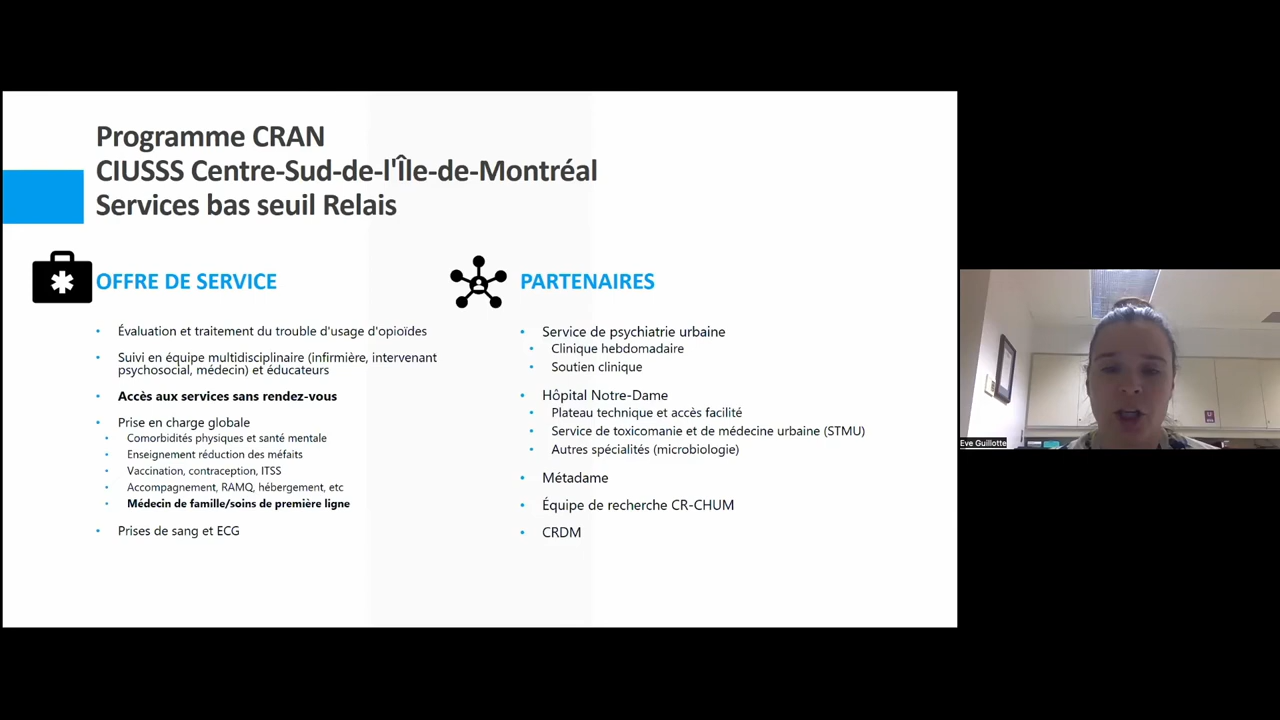 Programme CRAN
CIUSSS Centre-Sud-de-l'Île-de-Montréal
Services bas seuil Relais
OFFRE DE SERVICE
• Évaluation et traitement du trouble d'usage d'opioïdes
• Suivi en équipe multidisciplinaire (infirmière, intervenant
psychosocial, médecin) et éducateurs
• Accès aux services sans rendez-vous
• Prise en charge globale
• Comorbidités physiques et santé mentale
• Enseignement réduction des méfaits
• Vaccination, contraception, ITSS
• Accompagnement, RAMQ, hébergement, etc
• Médecin de famille/soins de première ligne
• Prises de sang et ECG
PARTENAIRES
• Service de psychiatrie urbaine
• Clinique hebdomadaire
• Soutien clinique
• Hôpital Notre-Dame
• Plateau technique et accès facilité
• Service de toxicomanie et de médecine urbaine (STMU)
• Autres spécialités (microbiologie)
• Métadame
• Équipe de recherche CR-CHUM
• CRDM
Eve Guillotte